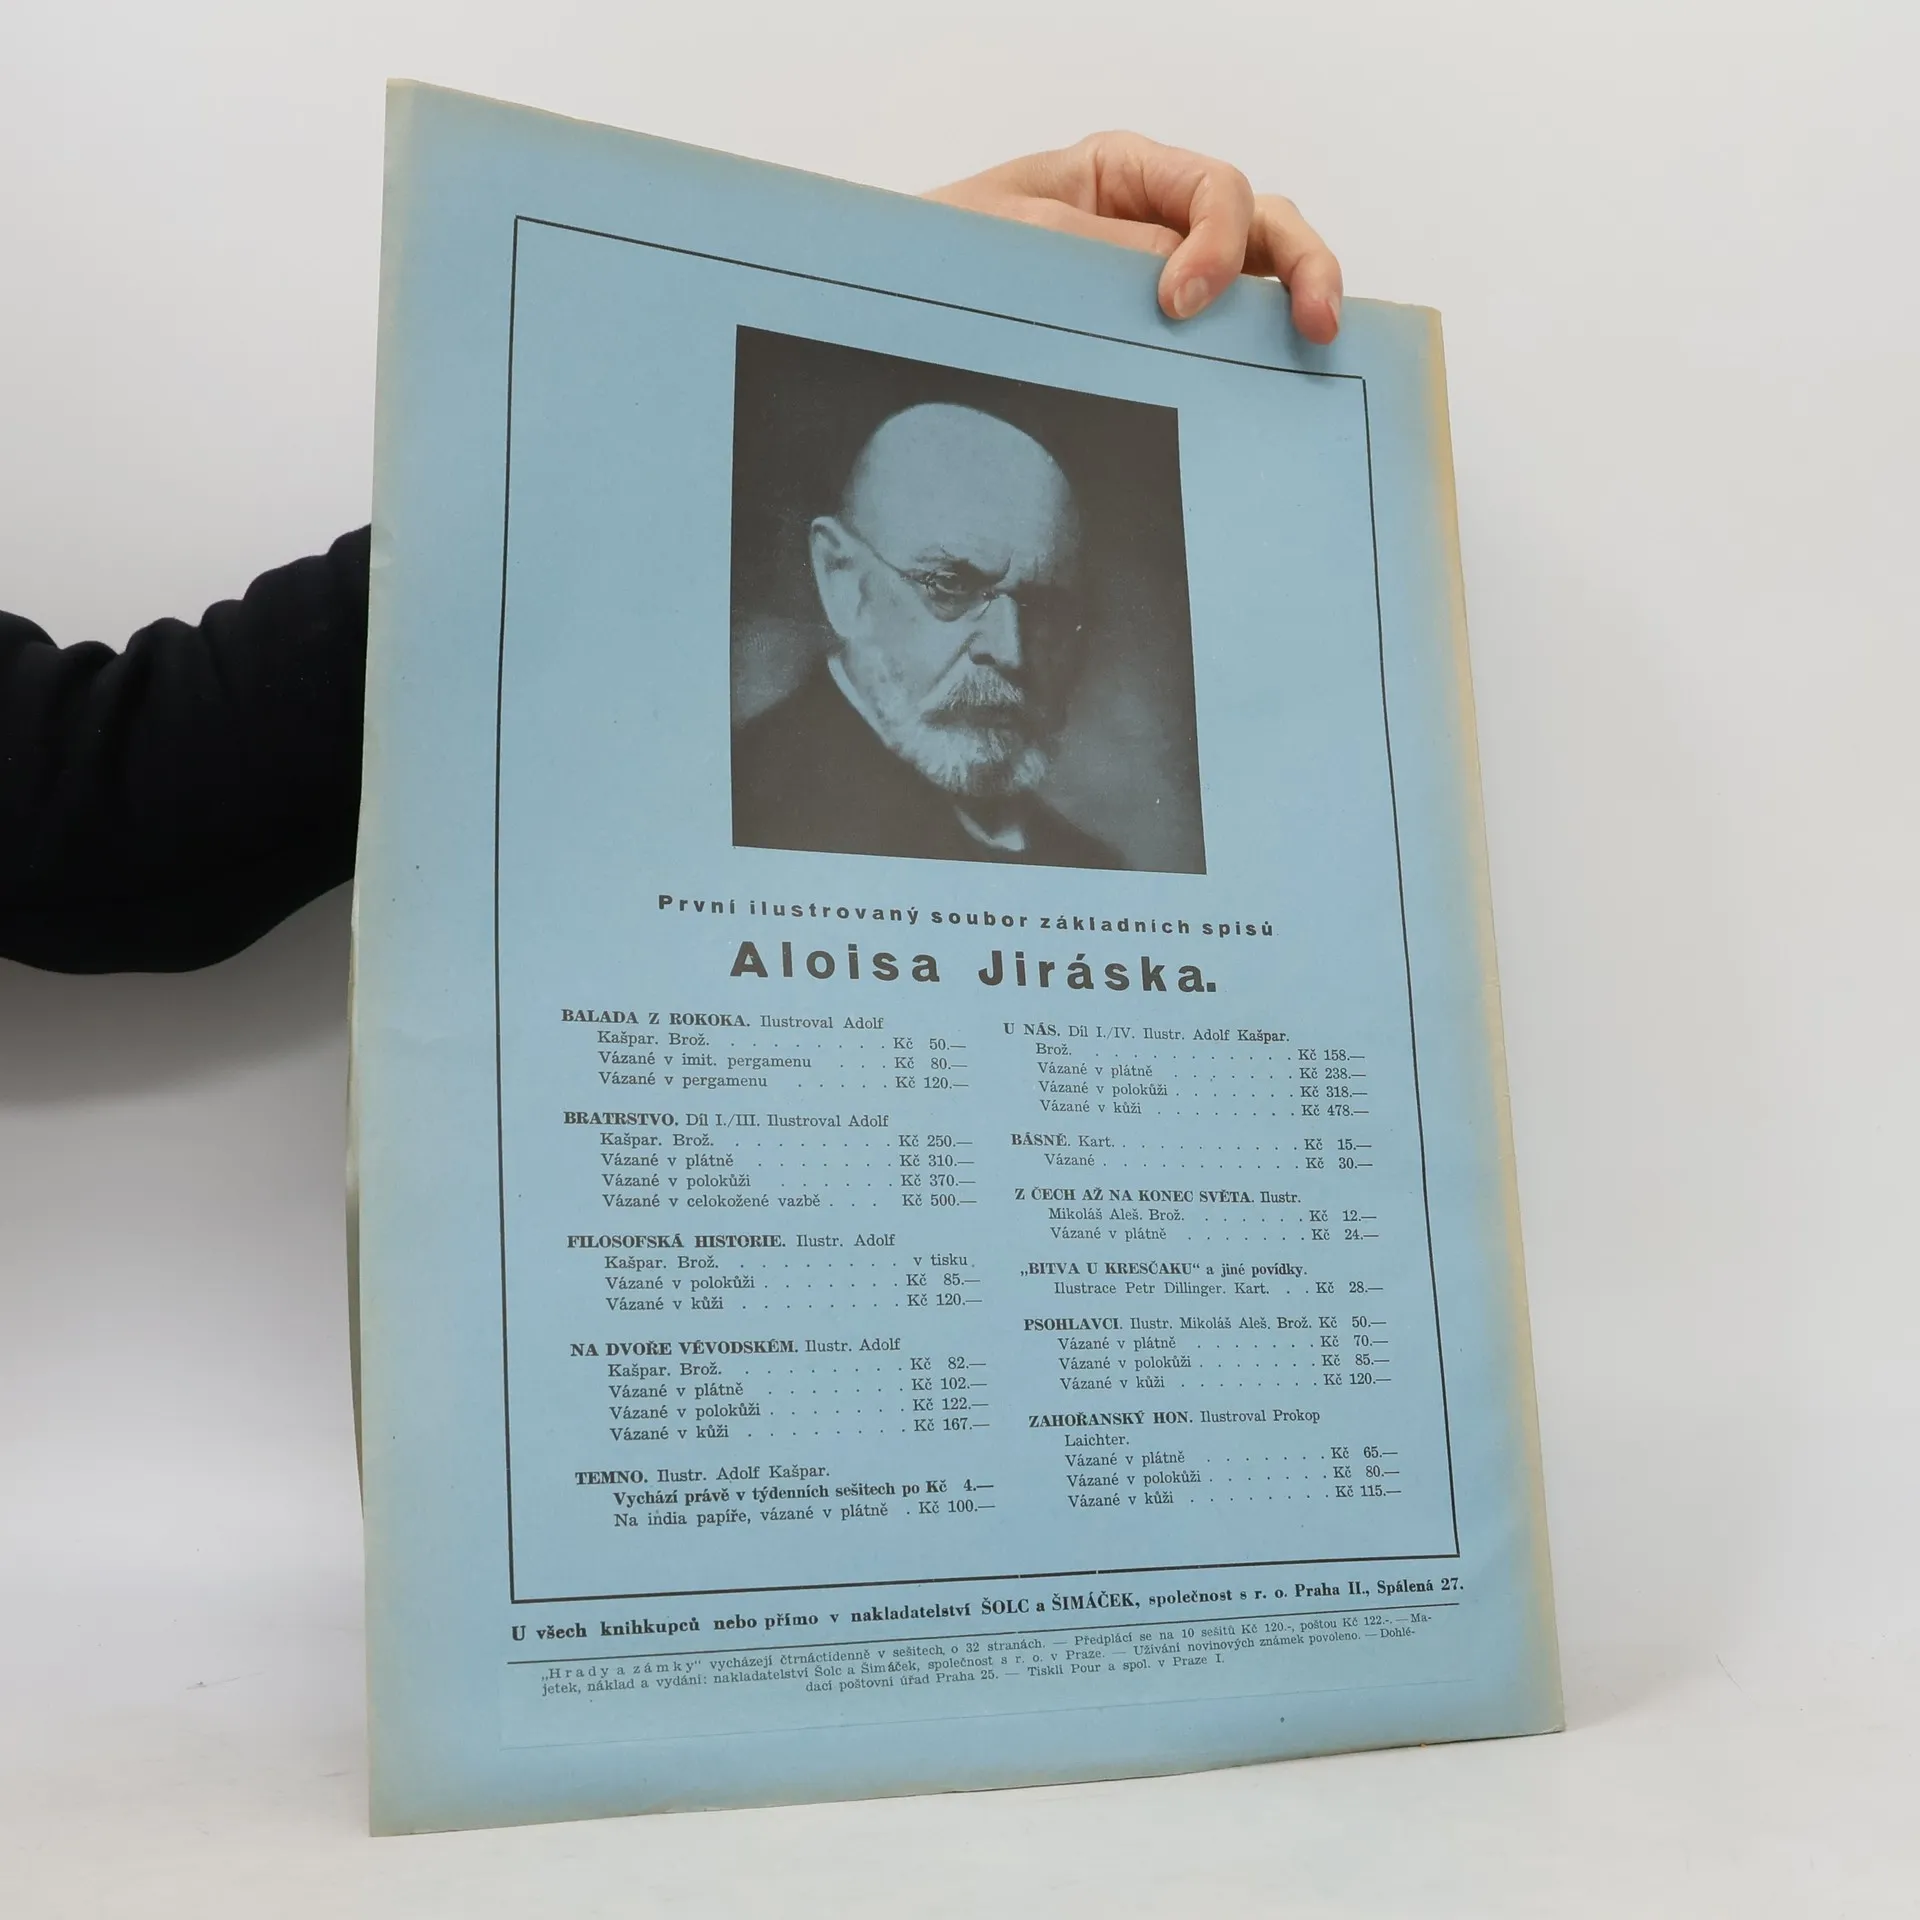 První ilustrovaný soubor základních spisů
Aloisa Jiráska.
BALADA Z ROKOKA. Ilustroval Adolf
Kašpar. Brož. . . . . . . . . Kč 50.—
Vázané v imit. pergamenu . . . Kč 80.—
Vázané v pergamenu . . . . . Kč 120.—
BRATRSTVO. Díl I./III. Ilustroval Adolf
Kašpar. Brož. . . . . . . . . Kč 250.—
Vázané v plátně . . . . . . . Kč 310.—
Vázané v polokůži . . . . . . Kč 370.—
Vázané v celokožené vazbě . . . Kč 500.—
FILOSOFSKÁ HISTORIE. Ilustr. Adolf
Kašpar. Brož. . . . . . . . . v tisku
Vázané v polokůži . . . . . . . Kč 85.—
Vázané v kůži . . . . . . . . Kč 120.—
NA DVOŘE VÉVODSKÉM. Ilustr. Adolf
Kašpar. Brož. . . . . . . . . Kč 82.—
Vázané v plátně . . . . . . . Kč 102.—
Vázané v polokůži . . . . . . . Kč 122.—
Vázané v kůži . . . . . . . . Kč 167.—
TEMNO. Ilustr. Adolf Kašpar.
Vychází právě v týdenních sešitech po Kč 4.—
Na india papíře, vázané v plátně . Kč 100.—
U NÁS. Díl I./IV. Ilustr. Adolf Kašpar.
Brož. . . . . . . . . . . . Kč 158.—
Vázané v plátně . . . . . . . Kč 238.—
Vázané v polokůži . . . . . . . Kč 318.—
Vázané v kůži . . . . . . . . Kč 478.—
BÁSNĚ. Kart. . . . . . . . . . . Kč 15.—
Vázané . . . . . . . . . . . Kč 30.—
Z ČECH AŽ NA KONEC SVĚTA. Ilustr.
Mikoláš Aleš. Brož. . . . . . . Kč 12.—
Vázané v plátně . . . . . . . Kč 24.—
„BITVA U KRESČAKU“ a jiné povídky.
Ilustrace Petr Dillinger. Kart. . . Kč 28.—
PSOHLAVCI. Ilustr. Mikoláš Aleš. Brož. Kč 50.—
Vázané v plátně . . . . . . . Kč 70.—
Vázané v polokůži . . . . . . . Kč 85.—
Vázané v kůži . . . . . . . . Kč 120.—
ZAHOŘANSKÝ HON. Ilustroval Prokop
Laichter.
Vázané v plátně . . . . . . . Kč 65.—
Vázané v polokůži . . . . . . . Kč 80.—
Vázané v kůži . . . . . . . . Kč 115.—
U všech knihkupců nebo přímo v nakladatelství ŠOLC a ŠIMÁČEK, společnost s r. o. Praha II., Spálená 27.
„Hrady a zámky“ vycházejí čtrnáctidenně v sešitech o 32 stranách. — Předplácí se na 10 sešitů Kč 120.-, poštou Kč 122.-. — Ma-
jetek, náklad a vydání: nakladatelství Šolc a Šimáček, společnost s r. o. v Praze. — Užívání novinových známek povoleno. — Dohlé-
dací poštovní úřad Praha 25. — Tiskli Pour a spol. v Praze I.